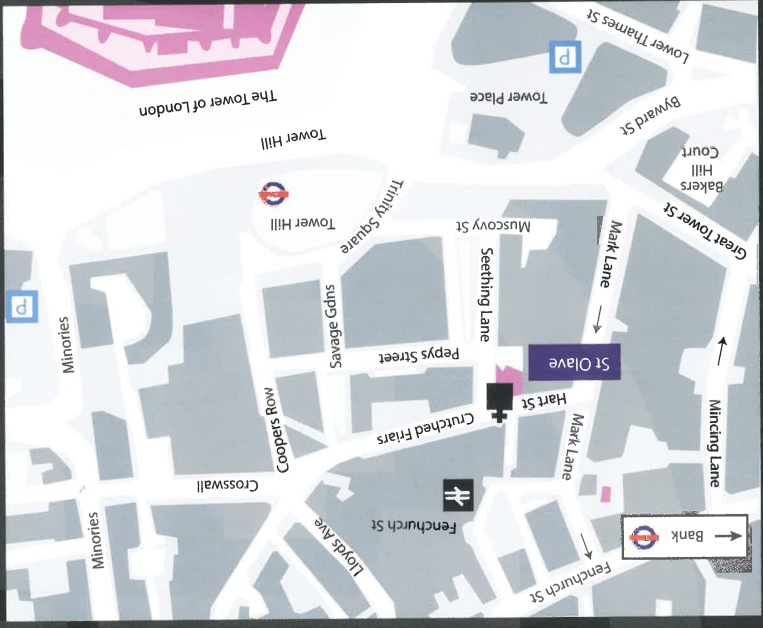 Fenchurch St
Bank
Lloyds Ave
Minories
Fenchurch St
Mincing Lane
Mark Lane
Crosswall
Crutched Friars
Coopers Row
Hart St
St Olave
Pepys Street
Savage Gdns
Minories
P
Seething Lane
Mark Lane
Great Tower St
Muscovy St
Trinity Square
Tower Hill
Bakers
Hill
Court
Tower Hill
Byward St
Tower Place
The Tower of London
P
Lower Thames St